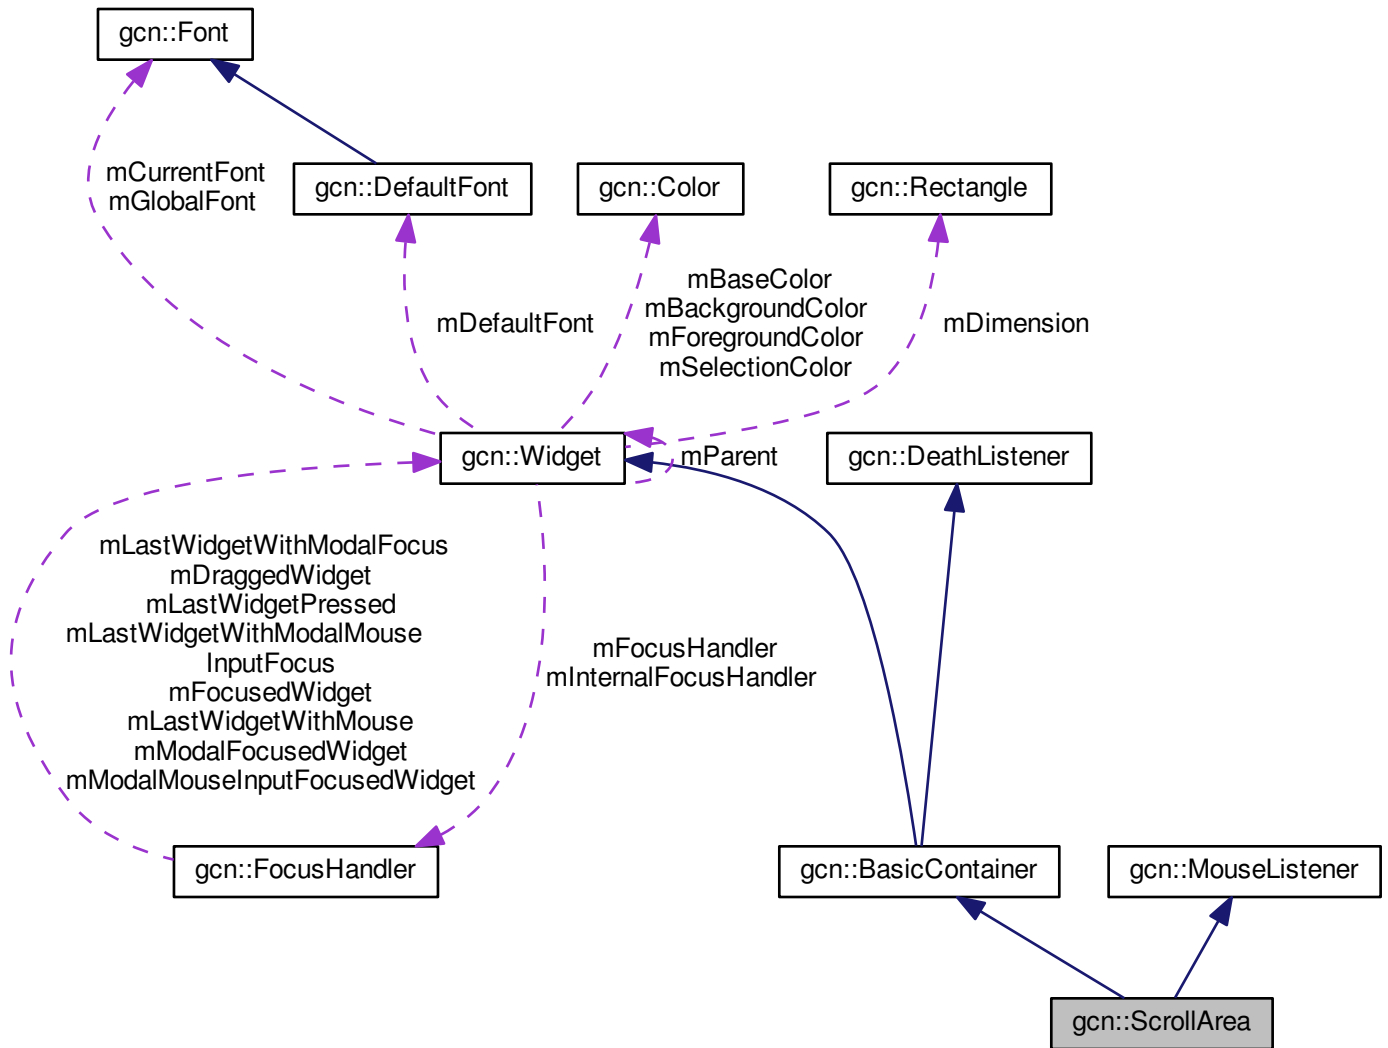 gcn::Font
mCurrentFont
mGlobalFont
gcn::DefaultFont
gcn::Color
gcn::Rectangle
mDefaultFont
mBaseColor
mBackgroundColor
mForegroundColor
mSelectionColor
mDimension
gcn::Widget
mParent
gcn::DeathListener
mLastWidgetWithModalFocus
mDraggedWidget
mLastWidgetPressed
mLastWidgetWithModalMouse
InputFocus
mFocusedWidget
mLastWidgetWithMouse
mModalFocusedWidget
mModalMouseInputFocusedWidget
mFocusHandler
mInternalFocusHandler
gcn::FocusHandler
gcn::BasicContainer
gcn::MouseListener
gcn::ScrollArea